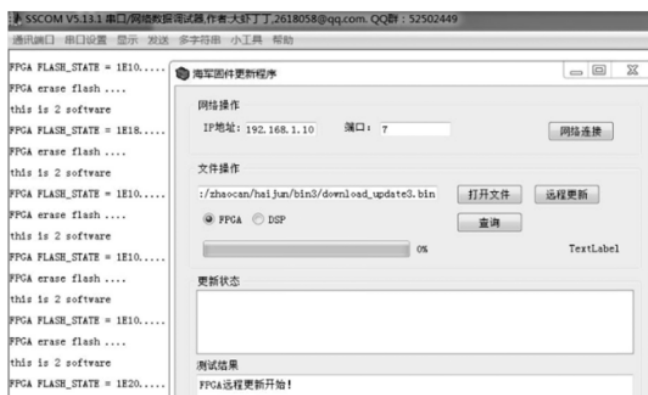 SSCOM V5.13.1 串口/网络数据调试器,作者:大虾丁丁,2618058@qq.com. QQ群：52502449
通讯端口 串口设置 显示 发送 多字符串 小工具 帮助
FPGA FLASH_STATE = 1E10.....
FPGA erase flash ....
this is 2 software
FPGA FLASH_STATE = 1E18.....
FPGA erase flash ....
this is 2 software
FPGA FLASH_STATE = 1E10.....
FPGA erase flash ....
this is 2 software
FPGA FLASH_STATE = 1E10.....
FPGA erase flash ....
this is 2 software
FPGA FLASH_STATE = 1E10.....
FPGA erase flash ....
this is 2 software
FPGA FLASH_STATE = 1E20.....
海军固件更新程序
网络操作
IP地址: 192.168.1.10 端口: 7 网络连接
文件操作
:/zhaocan/haijun/bin3/download_update3.bin 打开文件 远程更新
FPGA DSP 查询
0% TextLabel
更新状态
测试结果
FPGA远程更新开始!